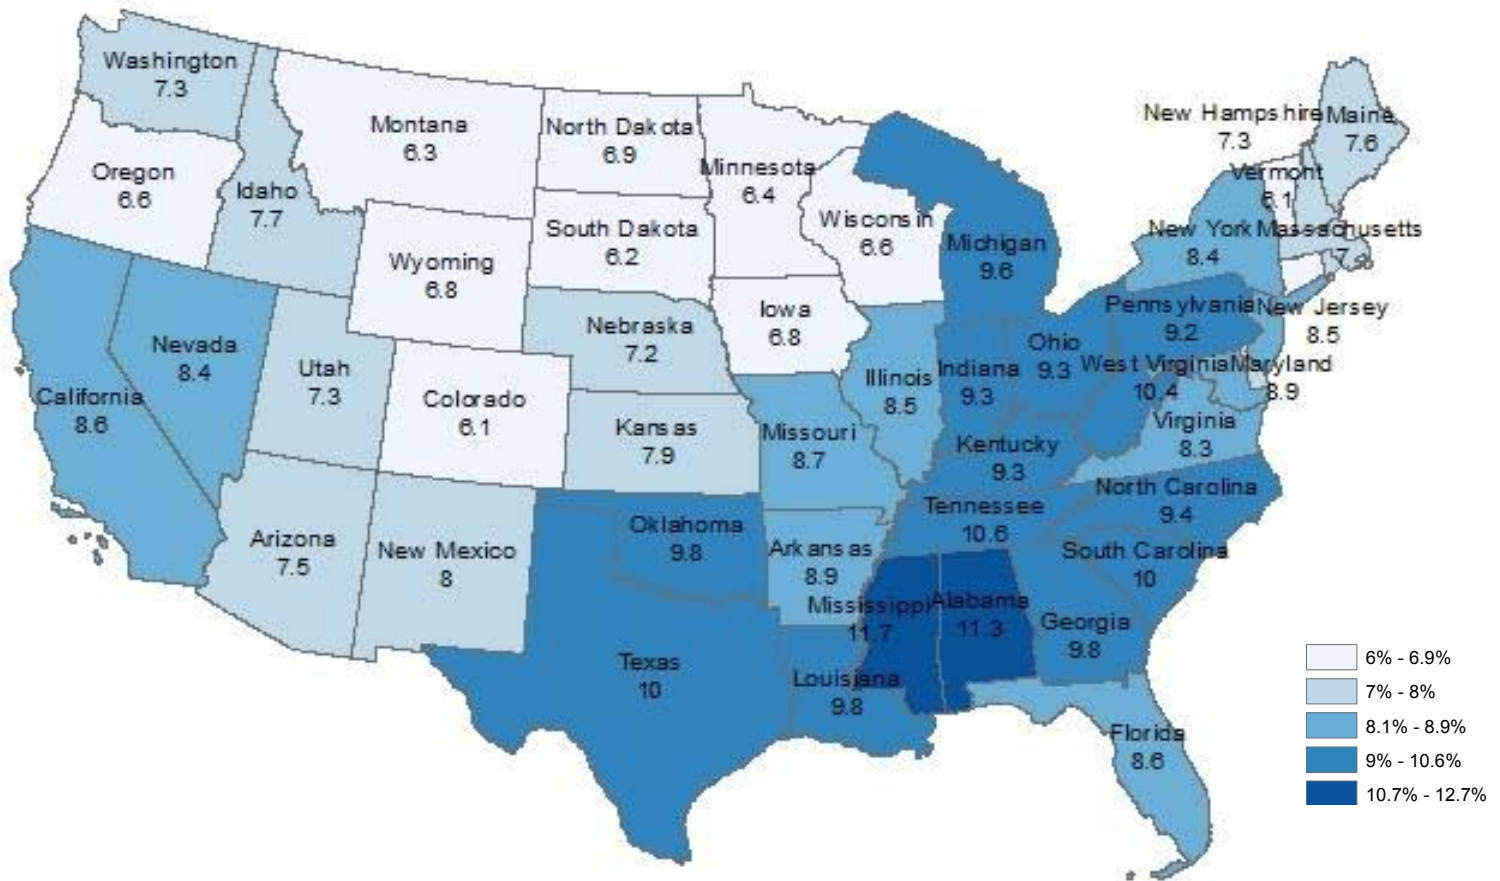 Washington
7.3
Montana
6.3
North Dakota
6.9
Minnesota
6.4
New Hampshire
7.3
Maine
7.6
Oregon
6.6
Idaho
7.7
Vermont
6.1
Wisconsin
6.6
Michigan
9.6
New York
8.4
Massachusetts
7
South Dakota
6.2
Wyoming
6.8
Iowa
6.8
Nebraska
7.2
Pennsylvania
9.2
New Jersey
8.5
Nevada
8.4
Utah
7.3
Colorado
6.1
Illinois
8.5
Indiana
9.3
Ohio
9.3
West Virginia
10.4
Maryland
8.9
California
8.6
Kansas
7.9
Missouri
8.7
Kentucky
9.3
Virginia
8.3
North Carolina
9.4
Tennessee
10.6
Arizona
7.5
New Mexico
8
Oklahoma
9.8
Arkansas
8.9
South Carolina
10
Mississippi
11.7
Alabama
11.3
Georgia
9.8
Texas
10
Louisiana
9.8
Florida
8.6
6% - 6.9%
7% - 8%
8.1% - 8.9%
9% - 10.6%
10.7% - 12.7%